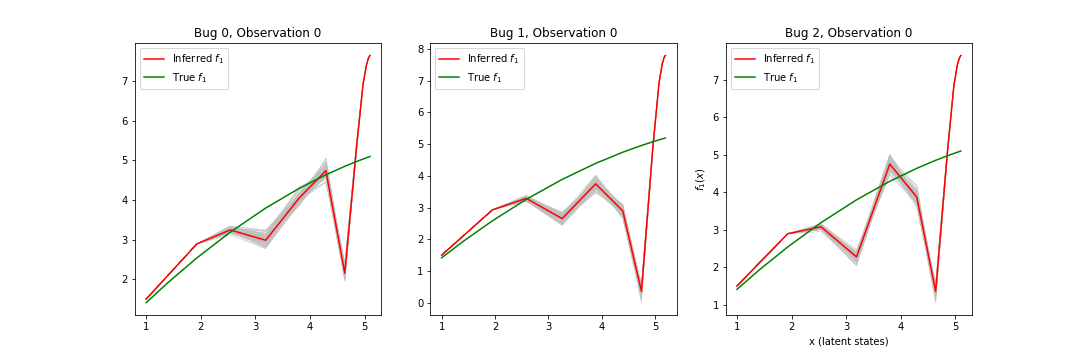 Bug 0, Observation 0
Inferred f₁
True f₁
7
6
5
4
3
2
1 2 3 4 5
Bug 1, Observation 0
Inferred f₁
True f₁
8
7
6
5
4
3
2
1
0
1 2 3 4 5
Bug 2, Observation 0
Inferred f₁
True f₁
f₁(x)
7
6
5
4
3
2
1
1 2 3 4 5
x (latent states)